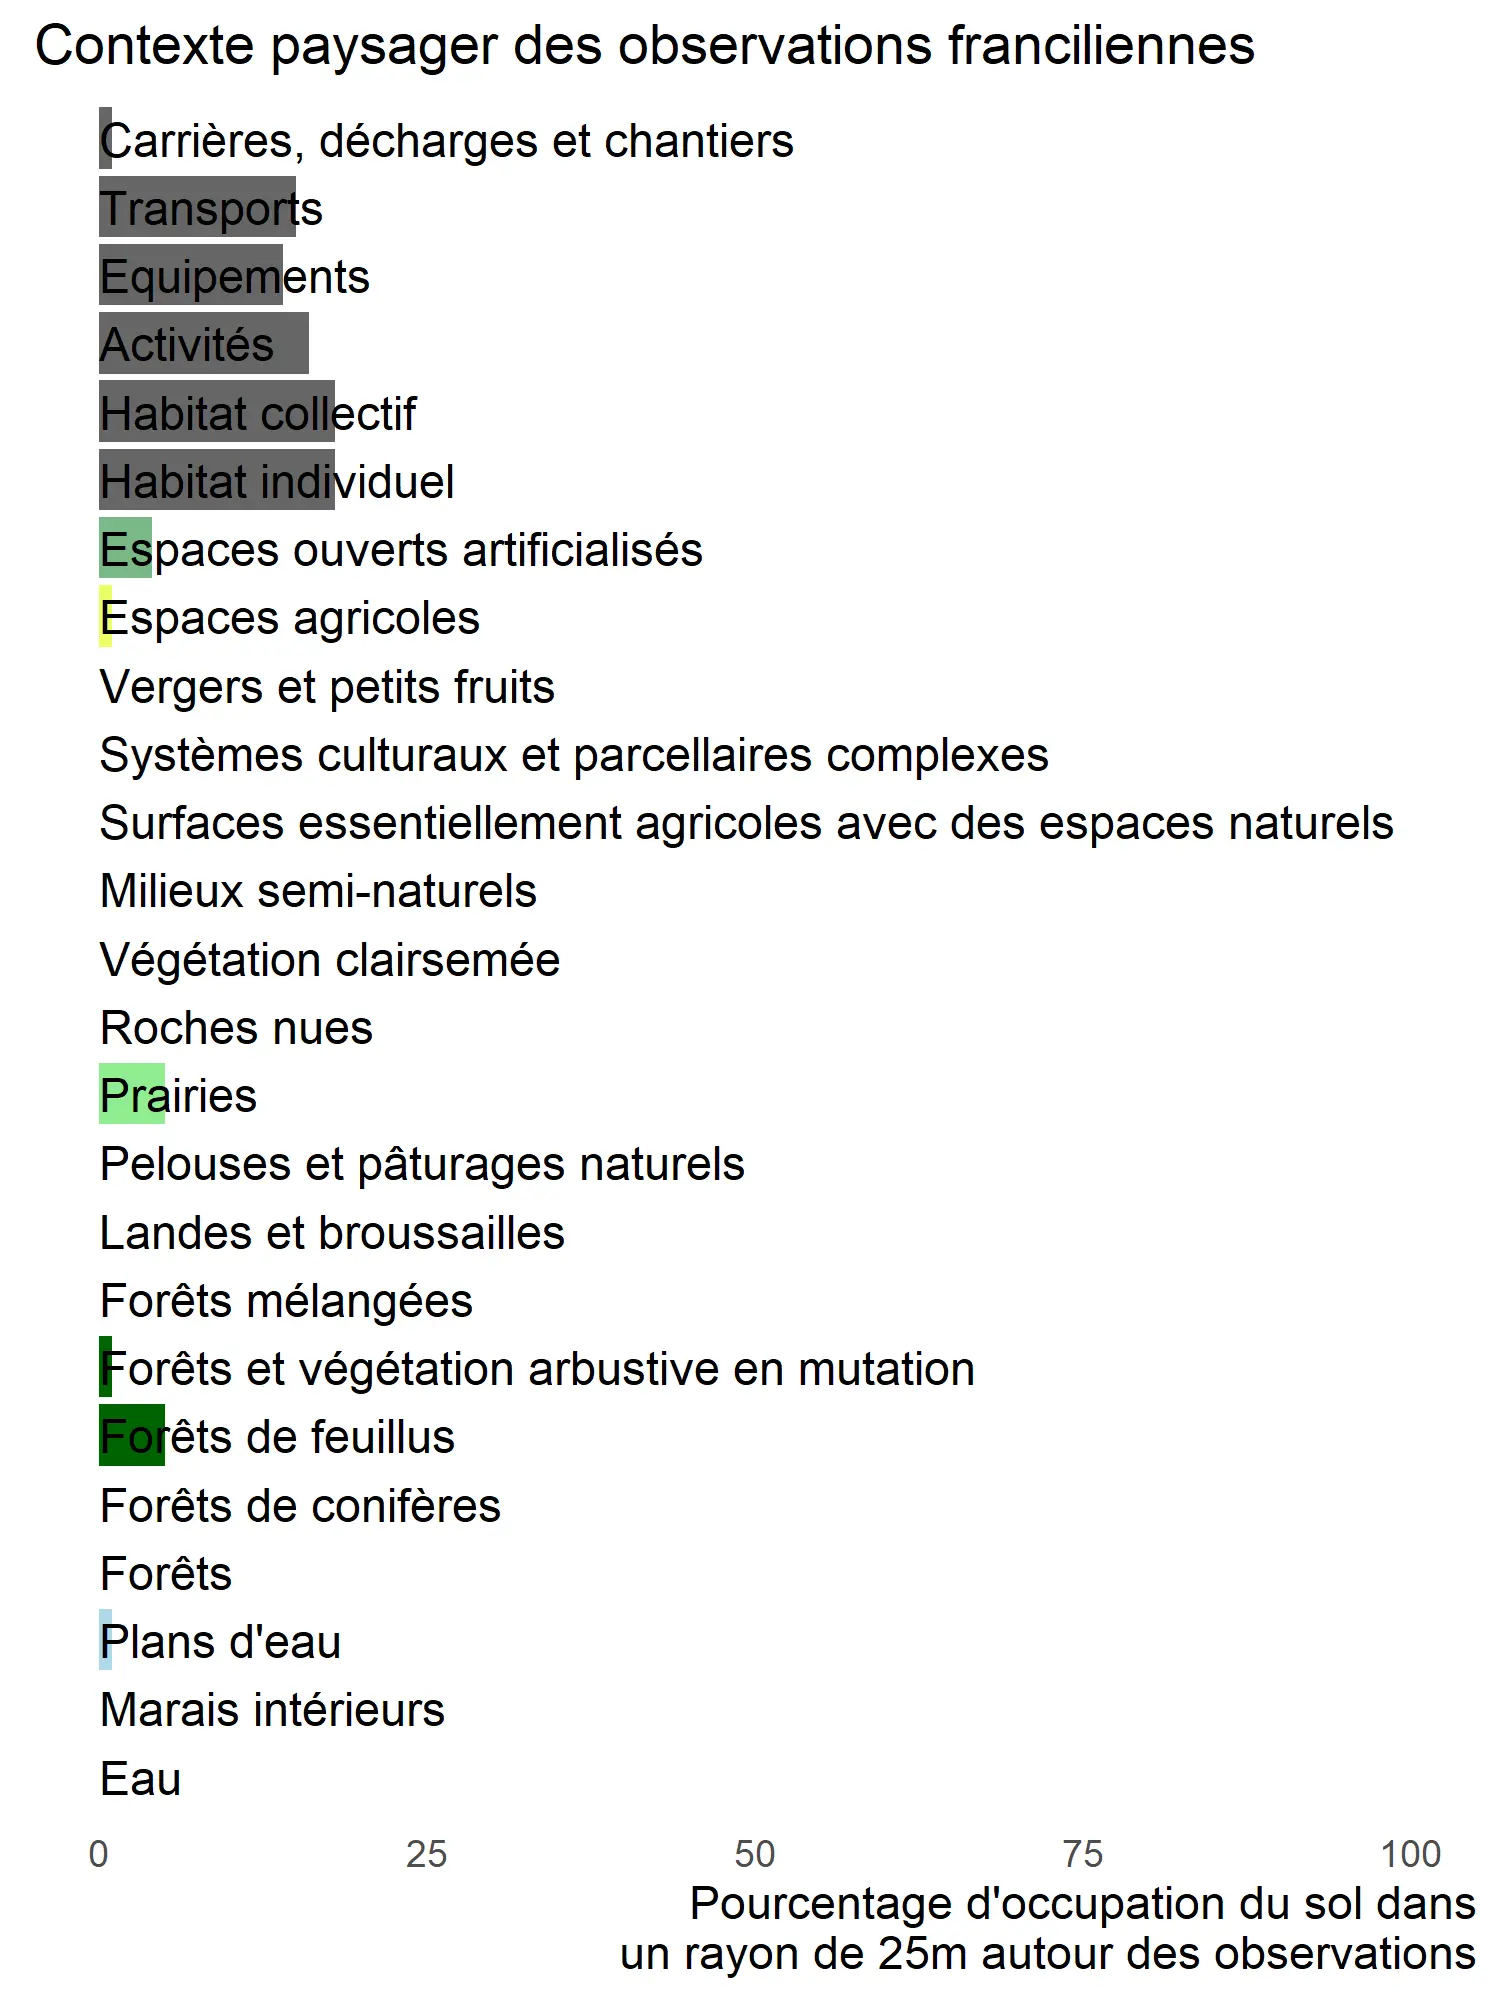 Contexte paysager des observations franciliennes
Carrières, décharges et chantiers
Transports
Equipements
Activités
Habitat collectif
Habitat individuel
Espaces ouverts artificialisés
Espaces agricoles
Vergers et petits fruits
Systèmes culturaux et parcellaires complexes
Surfaces essentiellement agricoles avec des espaces naturels
Milieux semi-naturels
Végétation clairsemée
Roches nues
Prairies
Pelouses et pâturages naturels
Landes et broussailles
Forêts mélangées
Forêts et végétation arbustive en mutation
Forêts de feuillus
Forêts de conifères
Forêts
Plans d'eau
Marais intérieurs
Eau
0 25 50 75 100
Pourcentage d'occupation du sol dans
un rayon de 25m autour des observations